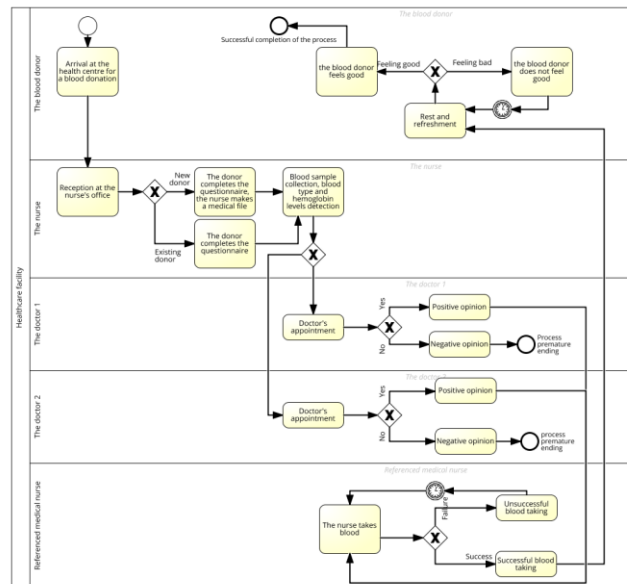 The blood donor
Successful completion of the process
Arrival at the
health centre for
a blood donation
the blood donor
feels good
Feeling good
Feeling bad
the blood donor
does not feel
good
Rest and
refreshment
The blood donor
The nurse
Reception at the
nurse's office
New
donor
The donor
completes the
questionnaire,
the nurse makes
a medical file
Blood sample
collection, blood
type and
hemoglobin
levels detection
Existing
donor
The donor
completes the
questionnaire
The nurse
Healthcare facility
The doctor 1
Doctor's
appointment
Yes
Positive opinion
No
Negative opinion
Process
premature
ending
The doctor 1
The doctor 2
Doctor's
appointment
Yes
Positive opinion
No
Negative opinion
process
premature
ending
Referenced medical nurse
The nurse takes
blood
Failure
Unsuccessful
blood taking
Success
Successful blood
taking
Referenced medical nurse